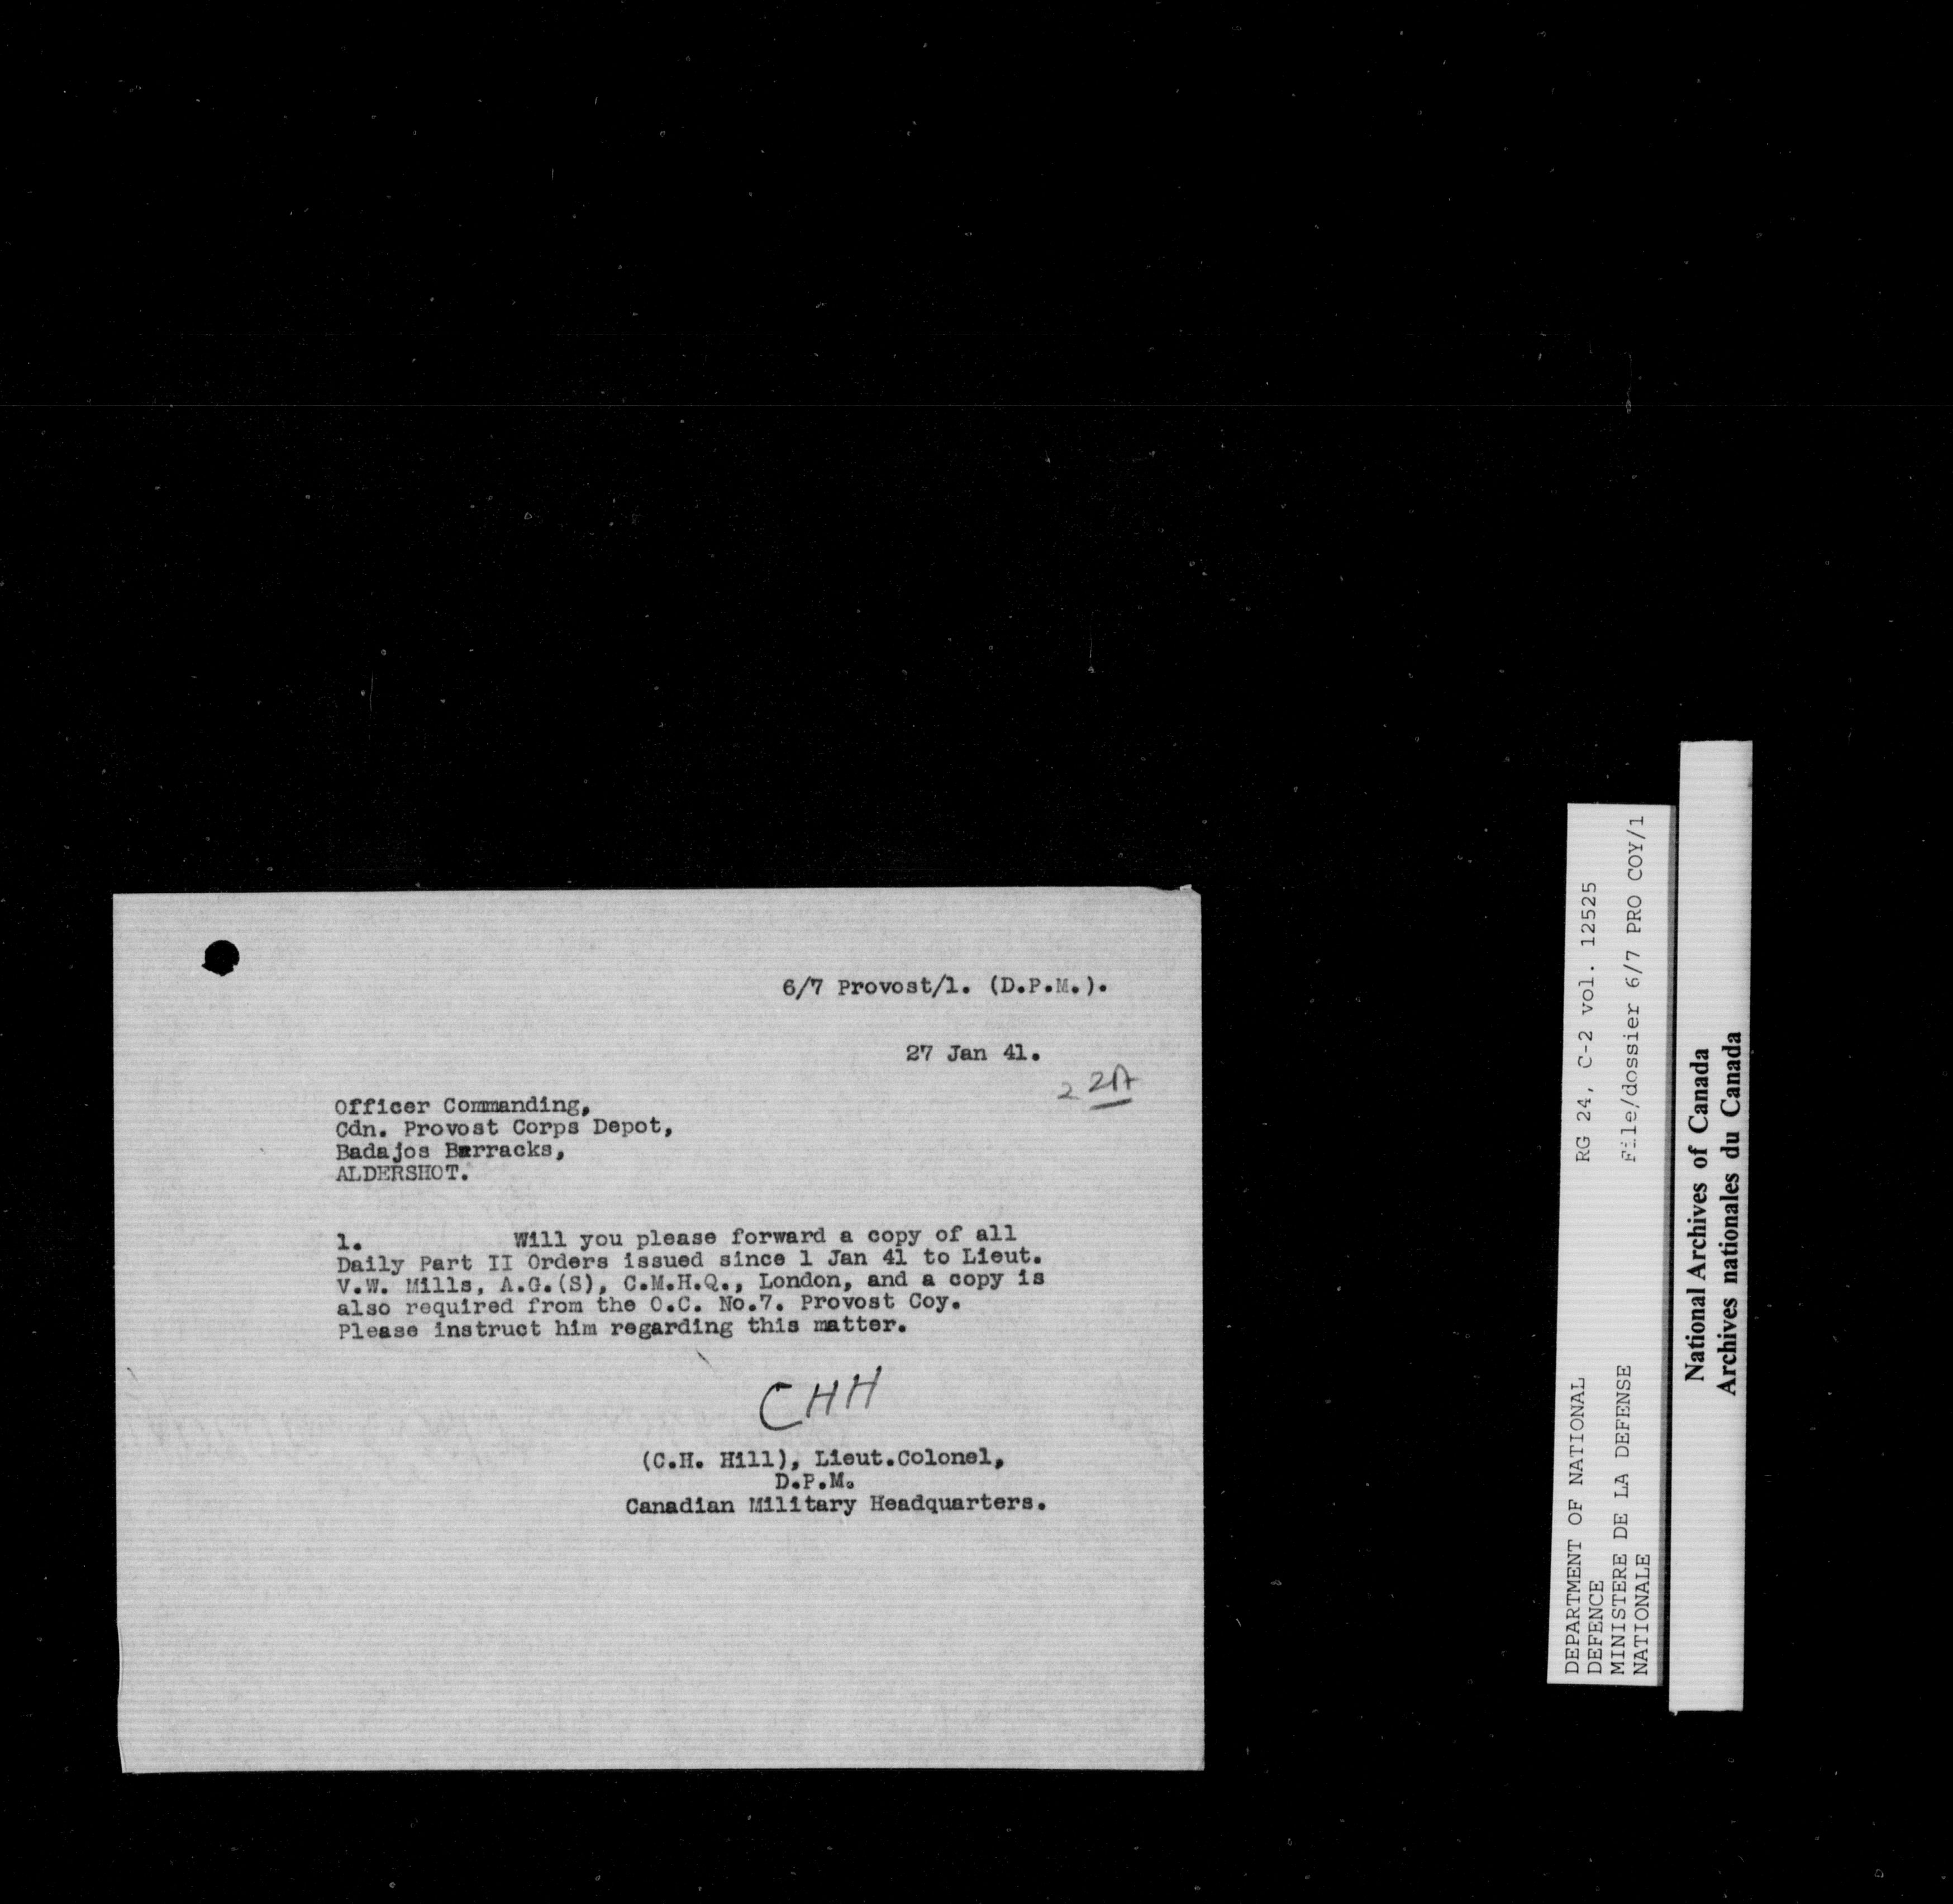 6/7 Provost/1. (D.P.M.).
27 Jan 41.
2 2A
Officer Commanding,
Cdn. Provost Corps Depot,
Badajos Barracks,
ALDERSHOT.
1. Will you please forward a copy of all
Daily Part II Orders issued since 1 Jan 41 to Lieut.
V.W. Mills, A.G.(S), C.M.H.Q., London, and a copy is
also required from the O.C. No.7. Provost Coy.
Please instruct him regarding this matter.
CHH
(C.H. Hill), Lieut.Colonel,
D.P.M.
Canadian Military Headquarters.
DEPARTMENT OF NATIONAL
DEFENCE
MINISTERE DE LA DEFENSE
NATIONALE
RG 24, C-2 vol. 12525
File/dossier 6/7 PRO COY/1
National Archives of Canada
Archives nationales du Canada